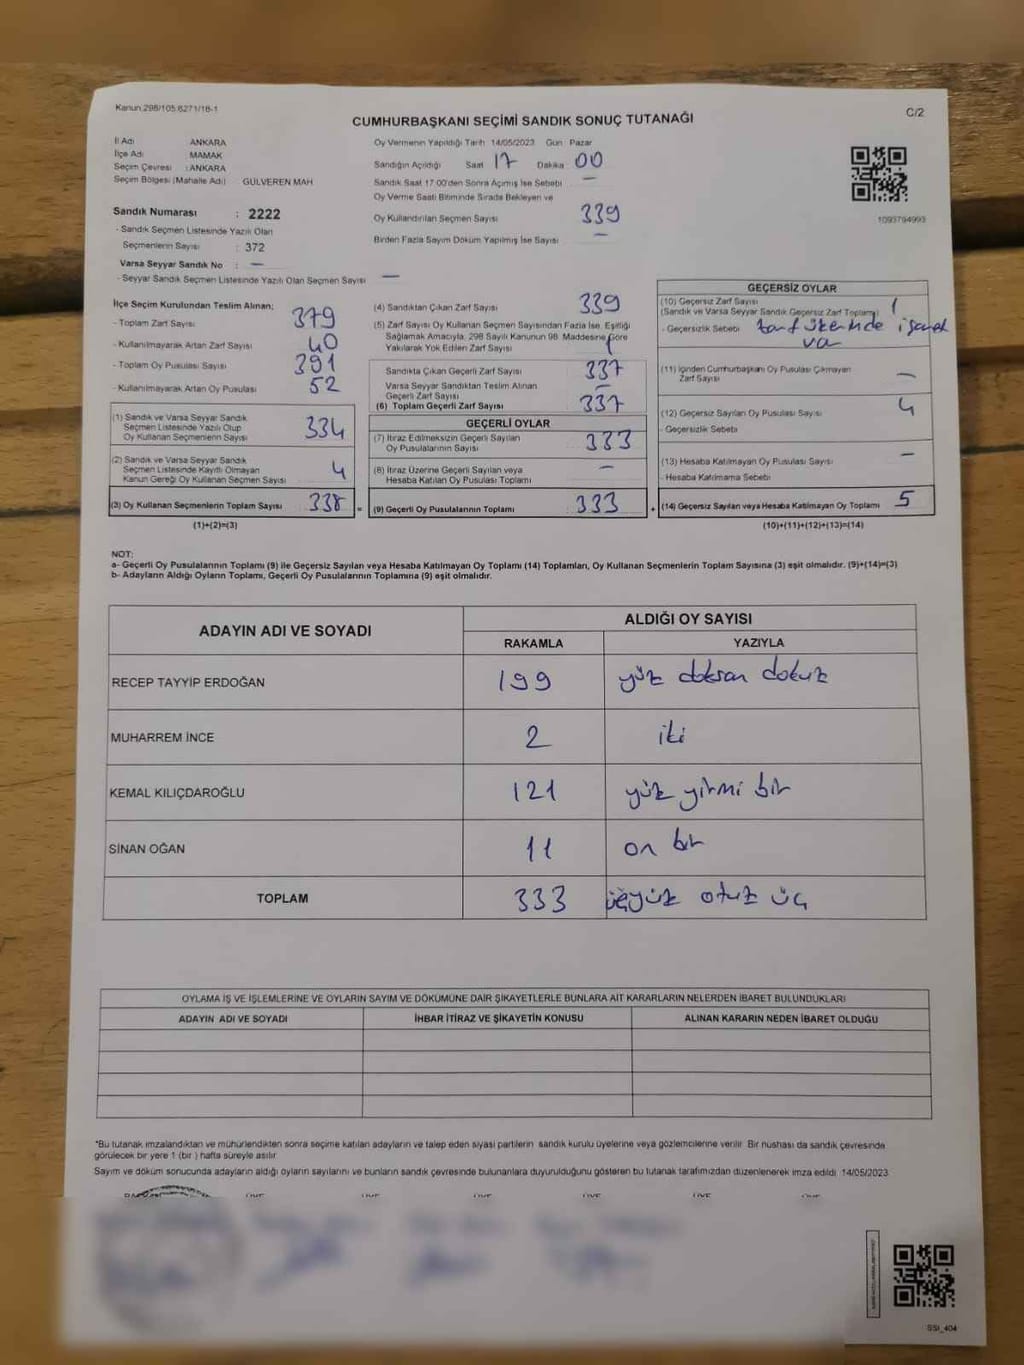 Kanun,298/105,6271/18-1
C/2
CUMHURBAŞKANI SEÇİMİ SANDIK SONUÇ TUTANAĞI
İl Adı ANKARA
İlçe Adı MAMAK
Seçim Çevresi : ANKARA
Seçim Bölgesi (Mahalle Adı) GÜLVEREN MAH
Sandık Numarası : 2222
- Sandık Seçmen Listesinde Yazılı Olan
Seçmenlerin Sayısı : 372
Varsa Seyyar Sandık No : —
- Seyyar Sandık Seçmen Listesinde Yazılı Olan Seçmen Sayısı —
Oy Vermenin Yapıldığı Tarih 14/05/2023 Gün Pazar
Sandığın Açıldığı Saat 17 Dakika 00
Sandık Saat 17.00'den Sonra Açılmış İse Sebebi —
Oy Verme Saati Bitiminde Sırada Bekleyen ve
Oy Kullandırılan Seçmen Sayısı 339
Birden Fazla Sayım Döküm Yapılmış İse Sayısı —
1093794993
İlçe Seçim Kurulundan Teslim Alınan;
- Toplam Zarf Sayısı 379
- Kullanılmayarak Artan Zarf Sayısı 40
- Toplam Oy Pusulası Sayısı 391
- Kullanılmayarak Artan Oy Pusulası 52
(1) Sandık ve Varsa Seyyar Sandık
Seçmen Listesinde Yazılı Olup
Oy Kullanan Seçmenlerin Sayısı 334
(2) Sandık ve Varsa Seyyar Sandık
Seçmen Listesinde Kayıtlı Olmayan
Kanun Gereği Oy Kullanan Seçmen Sayısı 4
(3) Oy Kullanan Seçmenlerin Toplam Sayısı 338 =
(1)+(2)=(3)
(4) Sandıktan Çıkan Zarf Sayısı 339
(5) Zarf Sayısı Oy Kullanan Seçmen Sayısından Fazla İse, Eşitliği
Sağlamak Amacıyla, 298 Sayılı Kanunun 98. Maddesine Göre
Yakılarak Yok Edilen Zarf Sayısı 1
Sandıkta Çıkan Geçerli Zarf Sayısı 337
Varsa Seyyar Sandıktan Teslim Alınan
Geçerli Zarf Sayısı —
(6) Toplam Geçerli Zarf Sayısı 337
GEÇERLİ OYLAR
(7) İtiraz Edilmeksizin Geçerli Sayılan
Oy Pusulalarının Sayısı 333
(8) İtiraz Üzerine Geçerli Sayılan veya
Hesaba Katılan Oy Pusulası Toplamı —
(9) Geçerli Oy Pusulalarının Toplamı 333 +
GEÇERSİZ OYLAR
(10) Geçersiz Zarf Sayısı
(Sandık ve Varsa Seyyar Sandık Geçersiz Zarf Toplamı) 1
- Geçersizlik Sebebi zarf üzerinde işaret
va
(11) İçinden Cumhurbaşkanı Oy Pusulası Çıkmayan
Zarf Sayısı —
(12) Geçersiz Sayılan Oy Pusulası Sayısı 4
- Geçersizlik Sebebi
(13) Hesaba Katılmayan Oy Pusulası Sayısı —
- Hesaba Katılmama Sebebi
(14) Geçersiz Sayılan veya Hesaba Katılmayan Oy Toplamı 5
(10)+(11)+(12)+(13)=(14)
NOT:
a- Geçerli Oy Pusulalarının Toplamı (9) ile Geçersiz Sayılan veya Hesaba Katılmayan Oy Toplamı (14) Toplamları, Oy Kullanan Seçmenlerin Toplam Sayısına (3) eşit olmalıdır. (9)+(14)=(3)
b- Adayların Aldığı Oyların Toplamı, Geçerli Oy Pusulalarının Toplamına (9) eşit olmalıdır.
ADAYIN ADI VE SOYADI ALDIĞI OY SAYISI
RAKAMLA YAZIYLA
RECEP TAYYİP ERDOĞAN 199 yüz doksan dokuz
MUHARREM İNCE 2 iki
KEMAL KILIÇDAROĞLU 121 yüz yirmi bir
SİNAN OĞAN 11 on bir
TOPLAM 333 üçyüz otuz üç
OYLAMA İŞ VE İŞLEMLERİNE VE OYLARIN SAYIM VE DÖKÜMÜNE DAİR ŞİKAYETLERLE BUNLARA AİT KARARLARIN NELERDEN İBARET BULUNDUKLARI
ADAYIN ADI VE SOYADI İHBAR İTİRAZ VE ŞİKAYETİN KONUSU ALINAN KARARIN NEDEN İBARET OLDUĞU
*Bu tutanak imzalandıktan ve mühürlendikten sonra seçime katılan adayların ve talep eden siyasi partilerin sandık kurulu üyelerine veya gözlemcilerine verilir. Bir nüshası da sandık çevresinde
görülecek bir yere 1 (bir ) hafta süreyle asılır.
Sayım ve döküm sonucunda adayların aldığı oyların sayılarını ve bunların sandık çevresinde bulunanlara duyurulduğunu gösteren bu tutanak tarafımızdan düzenlenerek imza edildi. 14/05/2023
SSI_404